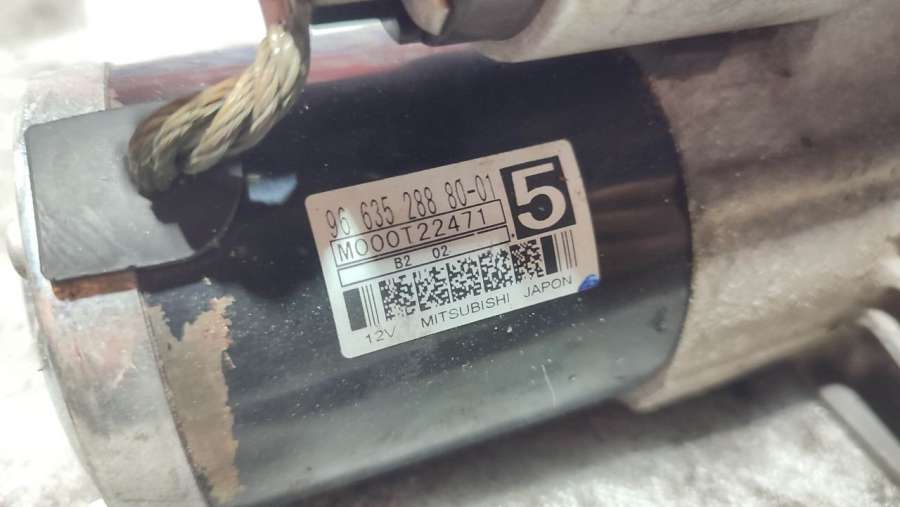 96 635 288 80-01
5
M000T22471
B2 02
12V MITSUBISHI JAPON